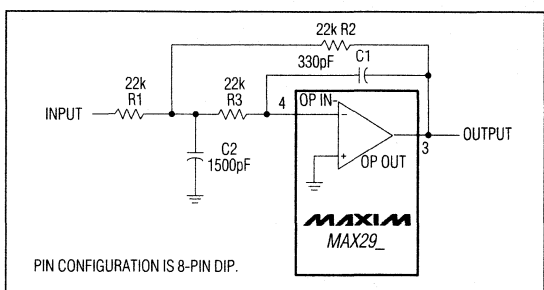 22k R2
330pF
C1
22k
R1
22k
R3
4
OP IN-
INPUT
−
+
OP OUT
3
OUTPUT
C2
1500pF
MAXIM
MAX29_
PIN CONFIGURATION IS 8-PIN DIP.